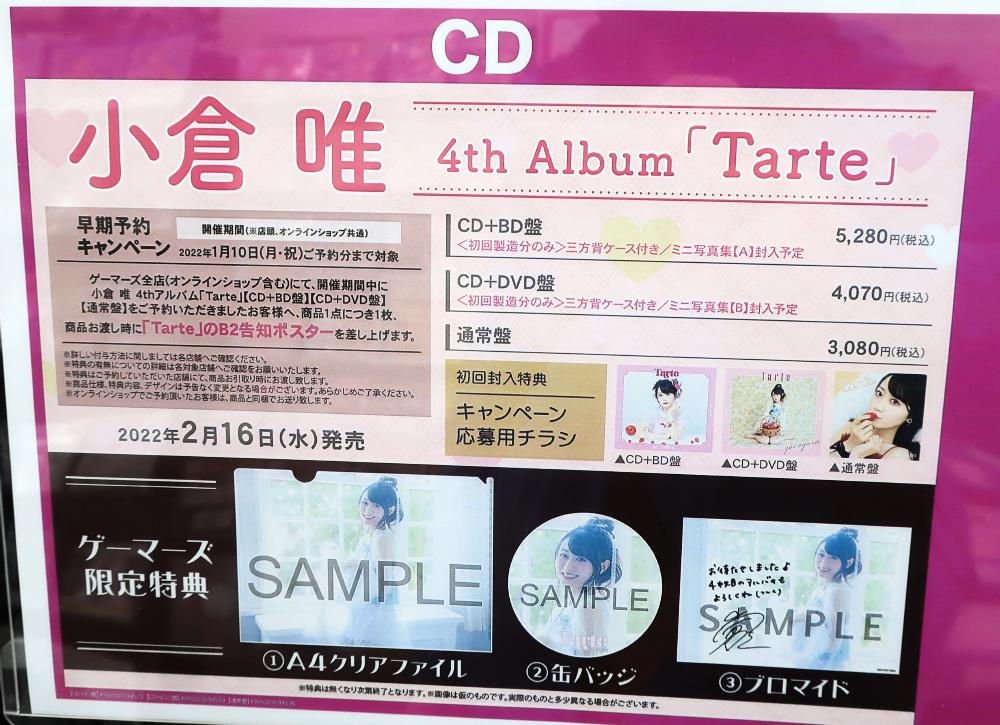 CD
小倉 唯
4th Album「Tarte」
早期予約
キャンペーン
開催期間(※店頭、オンラインショップ共通)
2022年1月10日(月・祝)ご予約分まで対象
ゲーマーズ全店(オンラインショップ含む)にて、開催期間中に
小倉 唯 4thアルバム「Tarte」【CD+BD盤】【CD+DVD盤】
【通常盤】をご予約いただきましたお客様へ、商品1点につき1枚、
商品お渡し時に「Tarte」のB2告知ポスターを差し上げます。
※詳しい付与方法に関しましては各店舗へご確認ください。
※特典の有無についての詳細は各対象店舗へご確認をお願いいたします。
※特典はご予約していただいた店舗にて、商品お引取り時にお渡し致します。
※商品仕様、特典内容、デザインは予告なく変更となる場合がございます。あらかじめご了承ください。
※オンラインショップでご予約頂いたお客様は、商品と同梱でお送り致します。
2022年2月16日(水)発売
CD+BD盤
5,280円(税込)
<初回製造分のみ>三方背ケース付き/ミニ写真集【A】封入予定
CD+DVD盤
4,070円(税込)
<初回製造分のみ>三方背ケース付き/ミニ写真集【B】封入予定
通常盤
3,080円(税込)
初回封入特典
キャンペーン
応募用チラシ
Tarte
Tarte
yui ogura
▲CD+BD盤
▲CD+DVD盤
▲通常盤
ゲーマーズ
限定特典
SAMPLE
①A4クリアファイル
SAMPLE
Tarte
②缶バッジ
お待たせしました♪
4枚目のアルバムも
よろしくね
SAMPLE
③ブロマイド
※特典は無くなり次第終了となります。※画像は仮のものです。実際のものと多少異なる場合がございます。